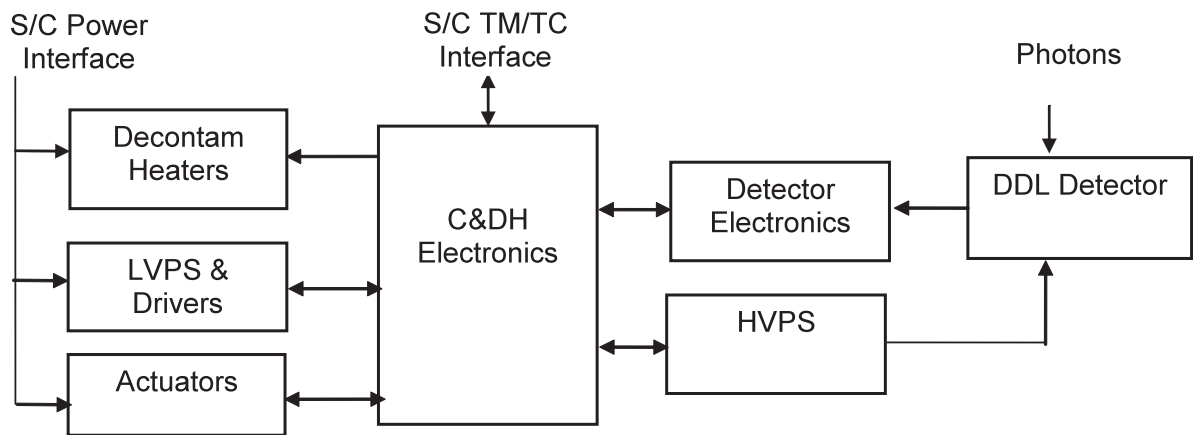 S/C Power
Interface
S/C TM/TC
Interface
Photons
Decontam
Heaters
C&DH
Electronics
Detector
Electronics
DDL Detector
LVPS &
Drivers
HVPS
Actuators